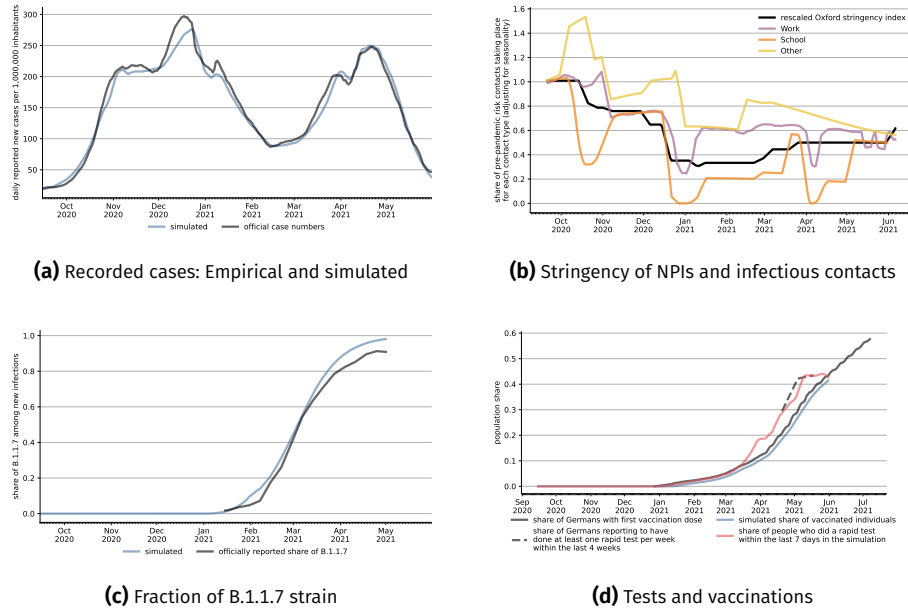 daily reported new cases per 1,000,000 inhabitants
300
250
200
150
100
50
Oct 2020
Nov 2020
Dec 2020
Jan 2021
Feb 2021
Mar 2021
Apr 2021
May 2021
simulated
official case numbers
(a) Recorded cases: Empirical and simulated
share of pre-pandemic risk contacts taking place
for each contact type (adjusting for seasonality)
1.6
1.4
1.2
1.0
0.8
0.6
0.4
0.2
0.0
rescaled Oxford stringency index
Work
School
Other
Oct 2020
Nov 2020
Dec 2020
Jan 2021
Feb 2021
Mar 2021
Apr 2021
May 2021
Jun 2021
(b) Stringency of NPIs and infectious contacts
share of B.1.1.7 among new infections
1.0
0.8
0.6
0.4
0.2
0.0
Oct 2020
Nov 2020
Dec 2020
Jan 2021
Feb 2021
Mar 2021
Apr 2021
May 2021
simulated
officially reported share of B.1.1.7
(c) Fraction of B.1.1.7 strain
population share
0.6
0.5
0.4
0.3
0.2
0.1
0.0
Sep 2020
Oct 2020
Nov 2020
Dec 2020
Jan 2021
Feb 2021
Mar 2021
Apr 2021
May 2021
Jun 2021
Jul 2021
share of Germans with first vaccination dose
share of Germans reporting to have
done at least one rapid test per week
within the last 4 weeks
simulated share of vaccinated individuals
share of people who did a rapid test
within the last 7 days in the simulation
(d) Tests and vaccinations